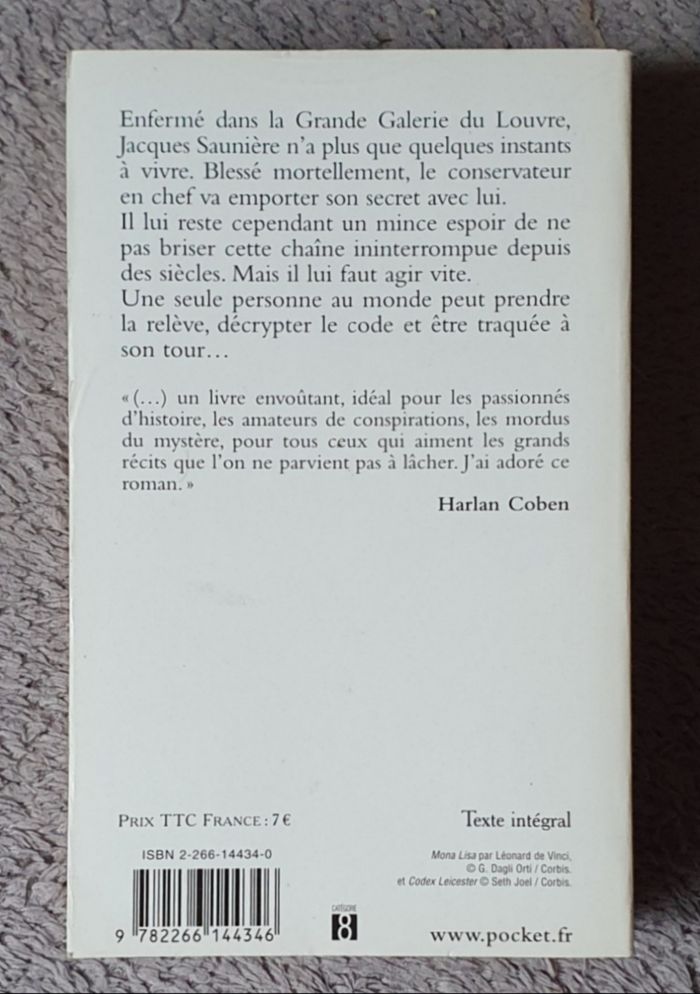 Enfermé dans la Grande Galerie du Louvre,
Jacques Saunière n'a plus que quelques instants
à vivre. Blessé mortellement, le conservateur
en chef va emporter son secret avec lui.
Il lui reste cependant un mince espoir de ne
pas briser cette chaîne ininterrompue depuis
des siècles. Mais il lui faut agir vite.
Une seule personne au monde peut prendre
la relève, décrypter le code et être traquée à
son tour…
« (…) un livre envoûtant, idéal pour les passionnés
d'histoire, les amateurs de conspirations, les mordus
du mystère, pour tous ceux qui aiment les grands
récits que l'on ne parvient pas à lâcher. J'ai adoré ce
roman. »
Harlan Coben
PRIX TTC FRANCE : 7 €
Texte intégral
ISBN 2-266-14434-0
Mona Lisa par Léonard de Vinci,
© G. Dagli Orti / Corbis.
et Codex Leicester © Seth Joel / Corbis.
CATÉGORIE
8
9 782266 144346
www.pocket.fr